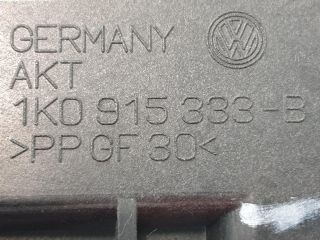 GERMANY
AKT
1K0 915 333-B
>PP GF 30<